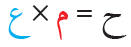 ح = م × ع